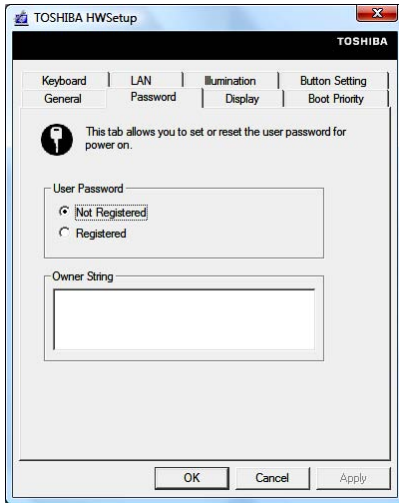 TOSHIBA HWSetup
TOSHIBA
Keyboard LAN Illumination Button Setting
General Password Display Boot Priority
This tab allows you to set or reset the user password for
power on.
User Password
Not Registered
Registered
Owner String
OK Cancel Apply